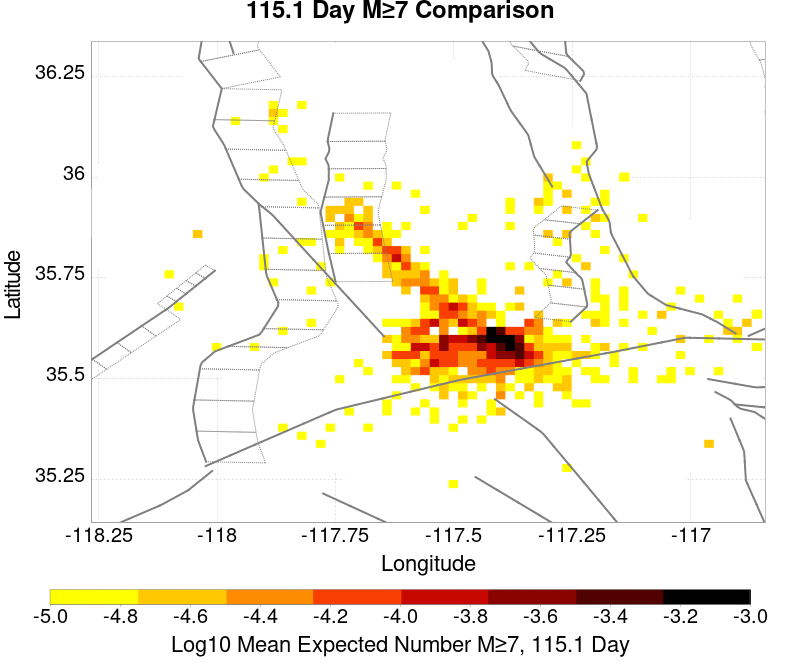 115.1 Day M≥7 Comparison
36.25
36
35.75
35.5
35.25
Latitude
-118.25 -118 -117.75 -117.5 -117.25 -117
Longitude
-5.0 -4.8 -4.6 -4.4 -4.2 -4.0 -3.8 -3.6 -3.4 -3.2 -3.0
Log10 Mean Expected Number M≥7, 115.1 Day